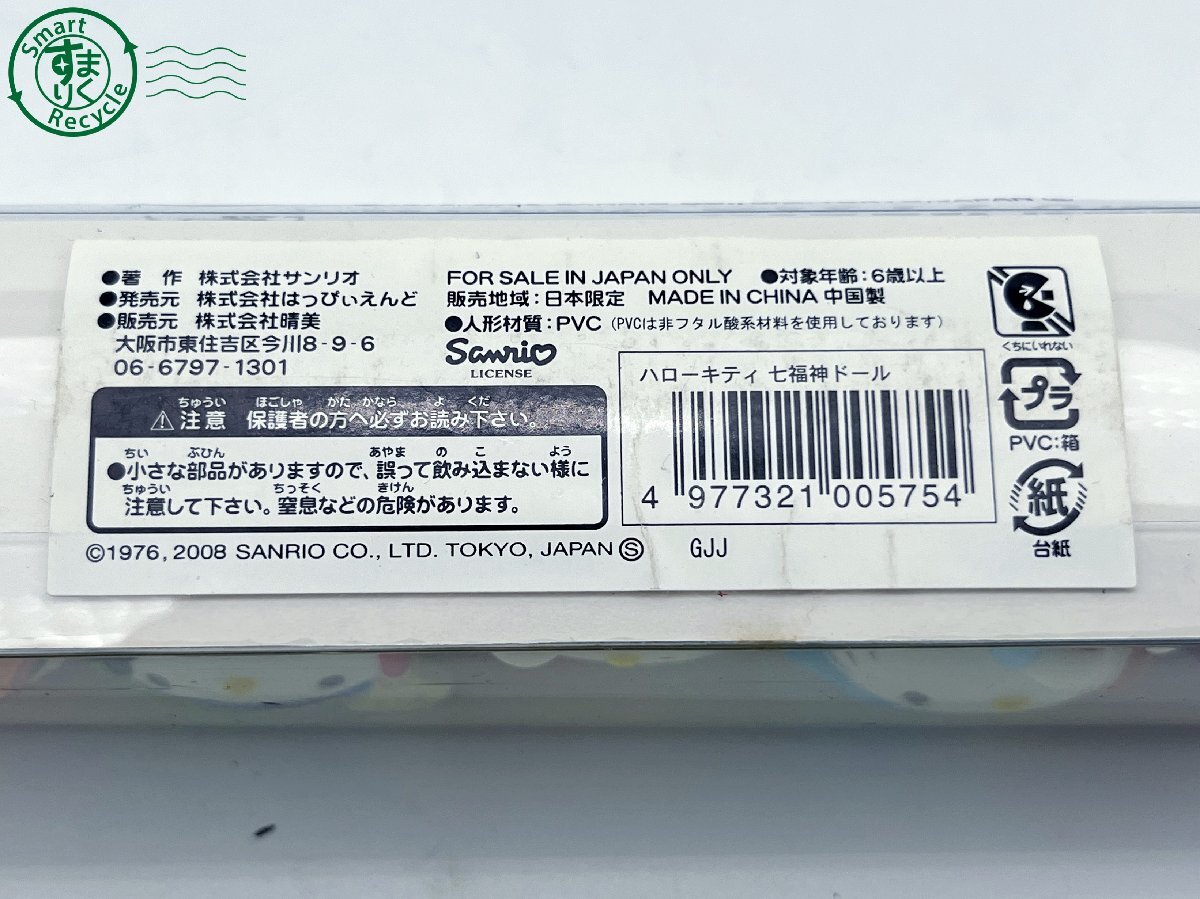 Smart
すまりく
Recycle
●著 作 株式会社サンリオ
●発売元 株式会社はっぴぃえんど
●販売元 株式会社晴美
大阪市東住吉区今川8-9-6
06-6797-1301
FOR SALE IN JAPAN ONLY ●対象年齢：6歳以上
販売地域：日本限定 MADE IN CHINA 中国製
●人形材質：PVC（PVCは非フタル酸系材料を使用しております）
Sanrio
LICENSE
ちゅうい ほごしゃ かた かなら よ くだ
⚠注意 保護者の方へ必ずお読み下さい。
ちい ぶひん あやま の こ よう
●小さな部品がありますので、誤って飲み込まない様に
ちゅうい ちっそく きけん
注意して下さい。窒息などの危険があります。
ハローキティ 七福神ドール
4 977321 005754
くちにいれない
プラ
PVC：箱
紙
台紙
©1976, 2008 SANRIO CO., LTD. TOKYO, JAPAN Ⓢ GJJ